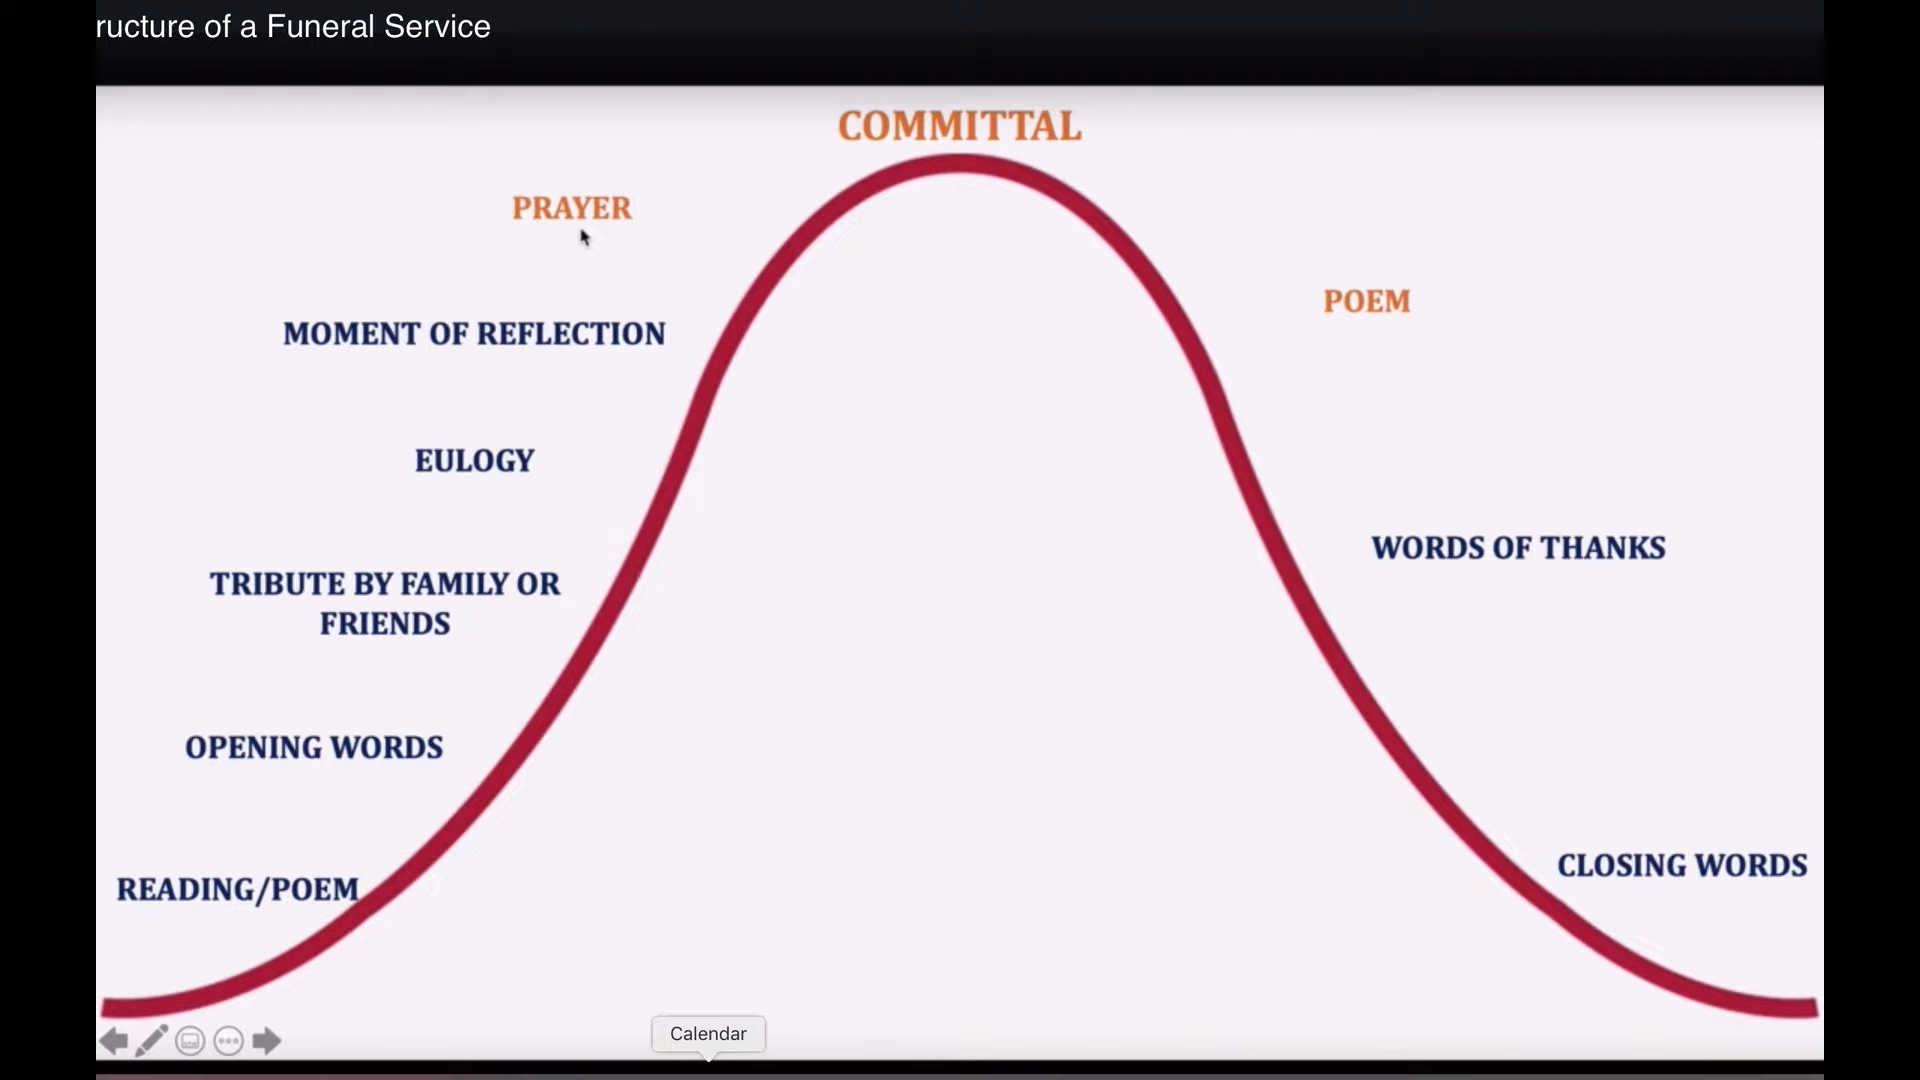 ructure of a Funeral Service
COMMITTAL
PRAYER
POEM
MOMENT OF REFLECTION
EULOGY
WORDS OF THANKS
TRIBUTE BY FAMILY OR
FRIENDS
OPENING WORDS
CLOSING WORDS
READING/POEM
Calendar